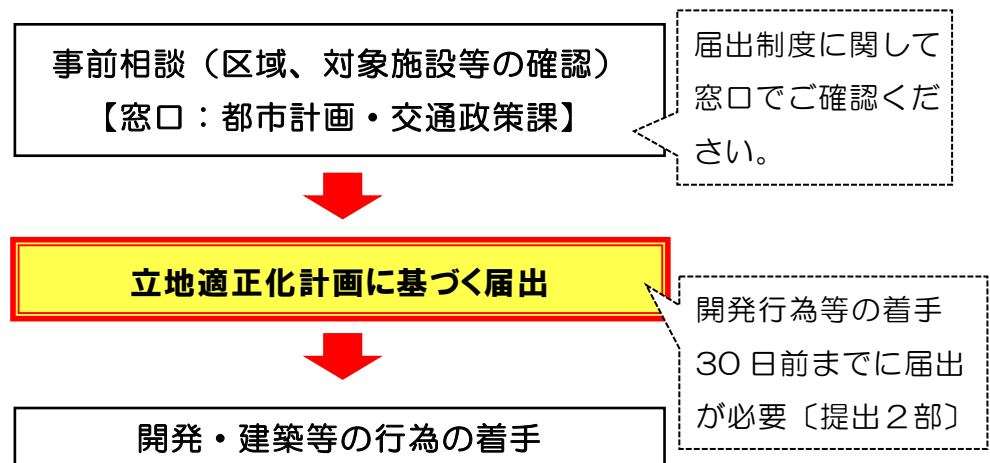 事前相談（区域、対象施設等の確認）
【窓口：都市計画・交通政策課】
届出制度に関して
窓口でご確認くだ
さい。
立地適正化計画に基づく届出
開発行為等の着手
30日前までに届出
が必要〔提出２部〕
開発・建築等の行為の着手